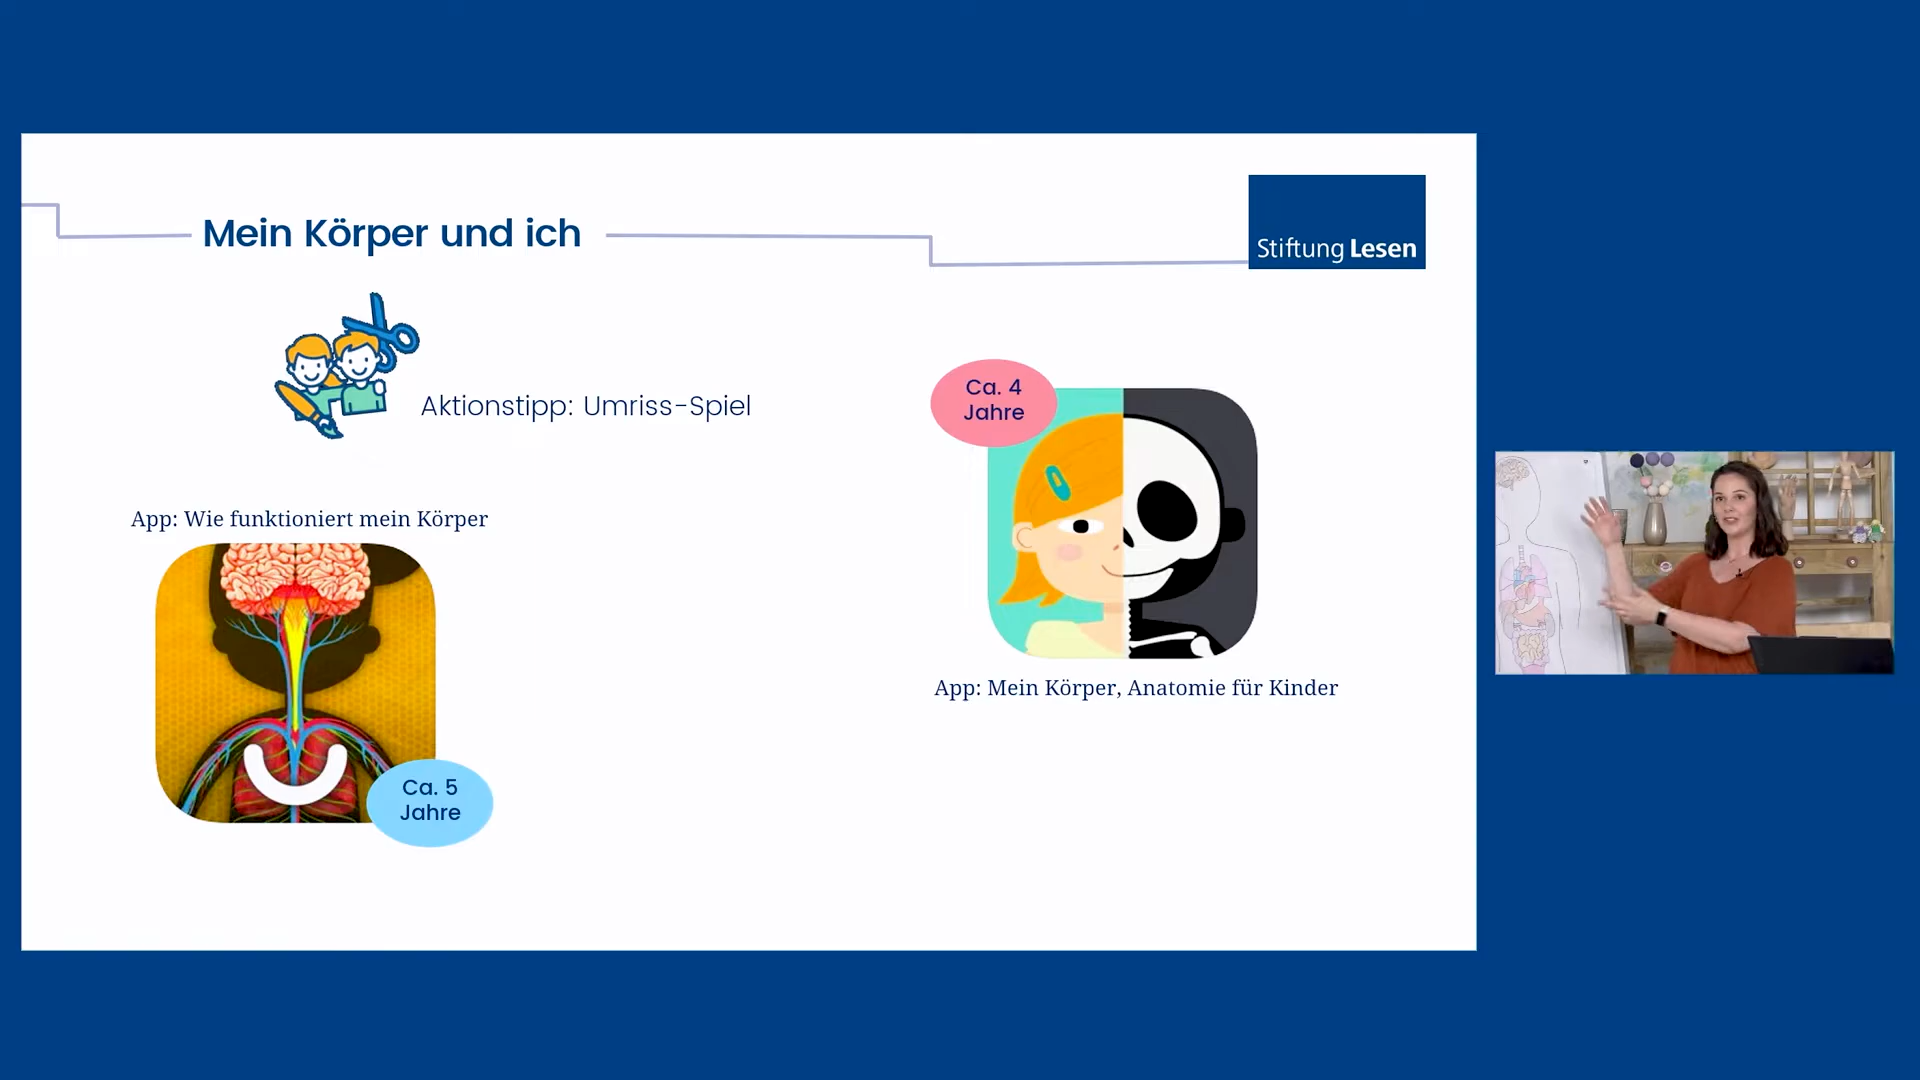 Mein Körper und ich
Stiftung Lesen
Aktionstipp: Umriss-Spiel
Ca. 4
Jahre
App: Wie funktioniert mein Körper
Ca. 5
Jahre
App: Mein Körper, Anatomie für Kinder